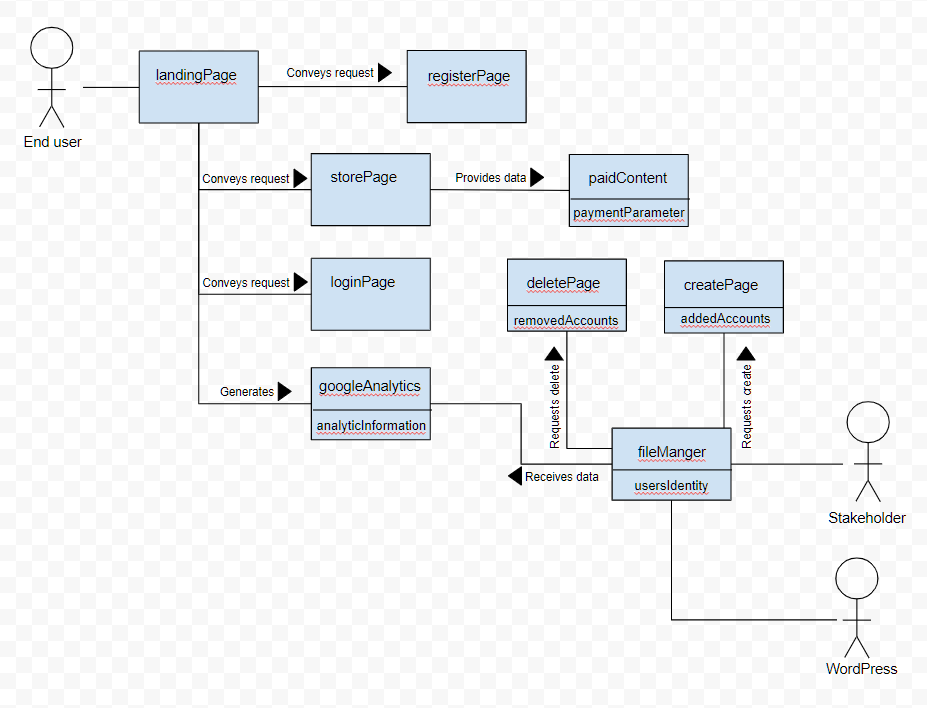 landingPage
Conveys request
registerPage
End user
Conveys request
storePage
Provides data
paidContent
paymentParameter
Conveys request
loginPage
deletePage
removedAccounts
createPage
addedAccounts
Generates
googleAnalytics
analyticInformation
Requests delete
Requests create
fileManger
usersIdentity
Receives data
Stakeholder
WordPress